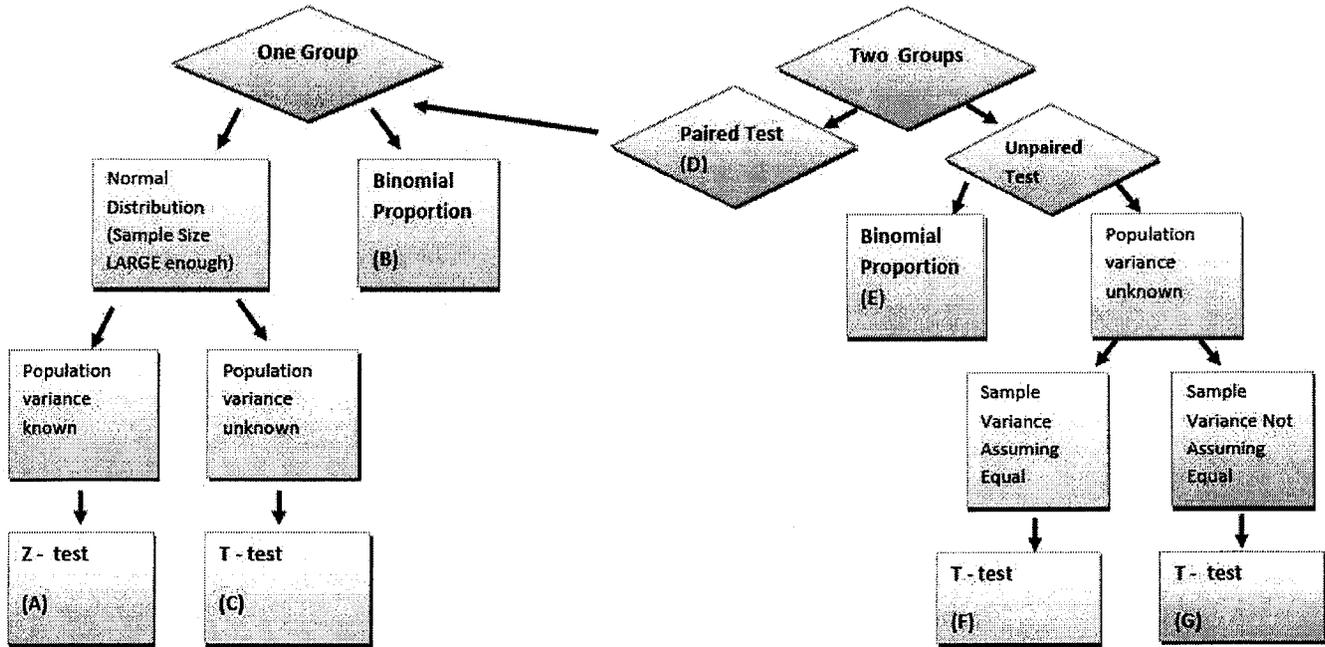 One Group
Normal
Distribution
(Sample Size
LARGE enough)
Binomial
Proportion
(B)
Population
variance
known
Population
variance
unknown
Z - test
(A)
T - test
(C)
Two Groups
Paired Test
(D)
Unpaired
Test
Binomial
Proportion
(E)
Population
variance
unknown
Sample
Variance
Assuming
Equal
Sample
Variance Not
Assuming
Equal
T - test
(F)
T - test
(G)